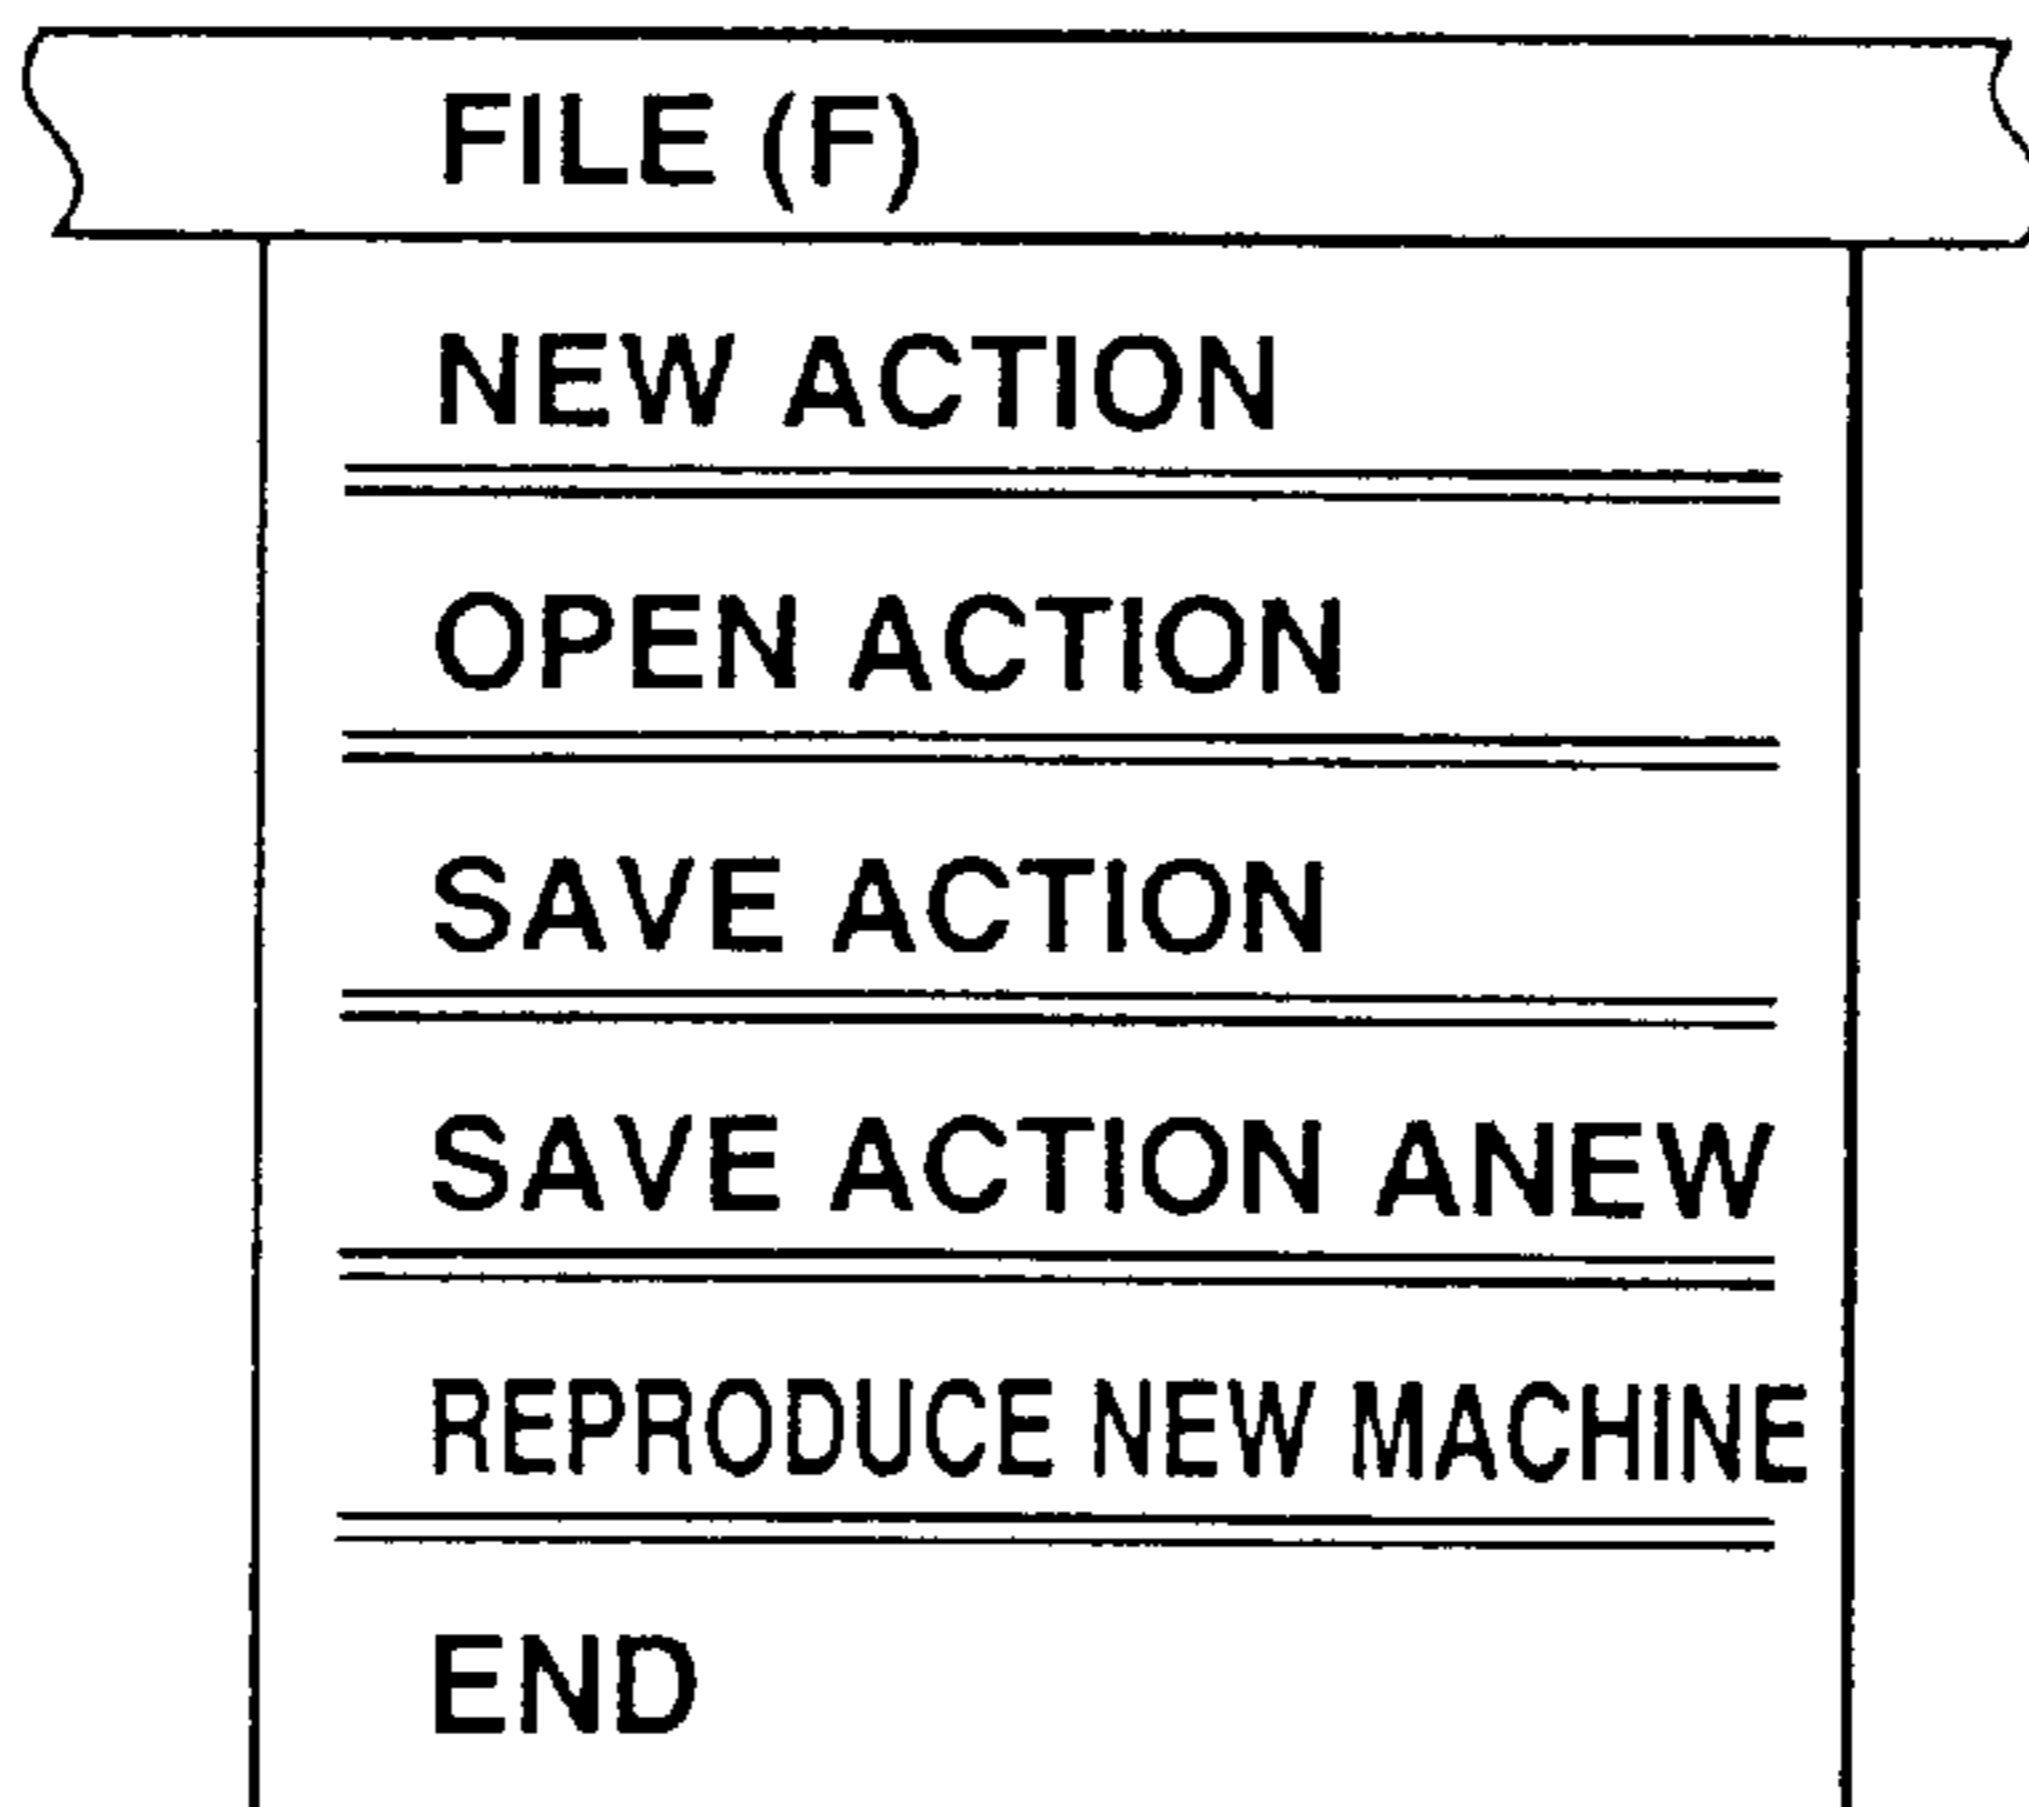 FILE (F)
NEW ACTION
OPEN ACTION
SAVE ACTION
SAVE ACTION ANEW
REPRODUCE NEW MACHINE
END